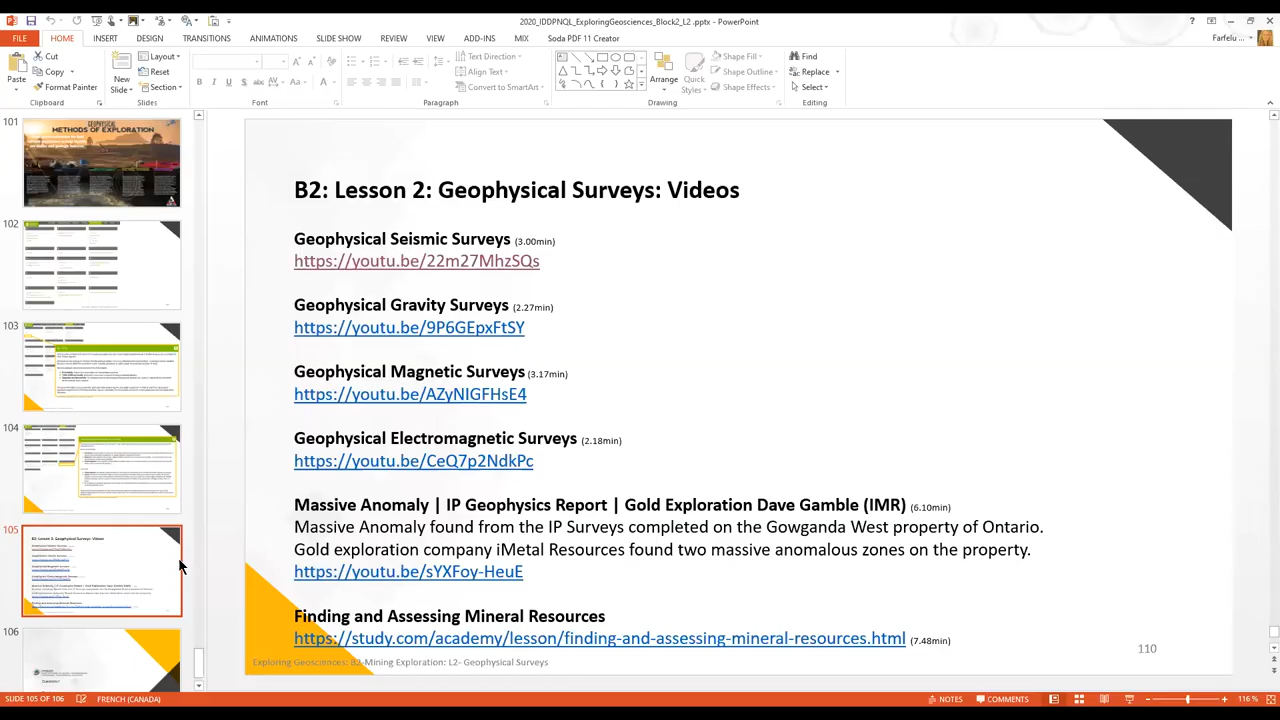 2020_IDDPNQL_ExploringGeosciences_Block2_L2 .pptx - PowerPoint
FILE HOME INSERT DESIGN TRANSITIONS ANIMATIONS SLIDE SHOW REVIEW VIEW ADD-INS MIX Soda PDF 11 Creator Farfelu ...
Paste Cut Copy Format Painter
New Slide Layout Reset Section
Text Direction Align Text Convert to SmartArt
Arrange Quick Styles Shape Fill Shape Outline Shape Effects
Find Replace Select
Clipboard Slides Font Paragraph Drawing Editing
101
GEOPHYSICAL
METHODS OF EXPLORATION
102
103
104
105
106
B2: Lesson 2: Geophysical Surveys: Videos
Geophysical Seismic Surveys (3.00min)
https://youtu.be/22m27MhzSQs
Geophysical Gravity Surveys (2.27min)
https://youtu.be/9P6GEpxFtSY
Geophysical Magnetic Surveys (3.17min)
https://youtu.be/AZyNIGFHsE4
Geophysical Electromagnetic Surveys (2.18min)
https://youtu.be/CeQ7p2NdkPc
Massive Anomaly | IP Geophysics Report | Gold Exploration Dave Gamble (IMR) (6.10min)
Massive Anomaly found from the IP Surveys completed on the Gowganda West property of Ontario.
Gold exploration company iMetal Resources found two massive anomalous zones on the property.
https://youtu.be/sYXFov-HeuE
Finding and Assessing Mineral Resources
https://study.com/academy/lesson/finding-and-assessing-mineral-resources.html (7.48min)
110
Exploring Geosciences: B2-Mining Exploration: L2- Geophysical Surveys
SLIDE 105 OF 106 FRENCH (CANADA) NOTES COMMENTS 116 %